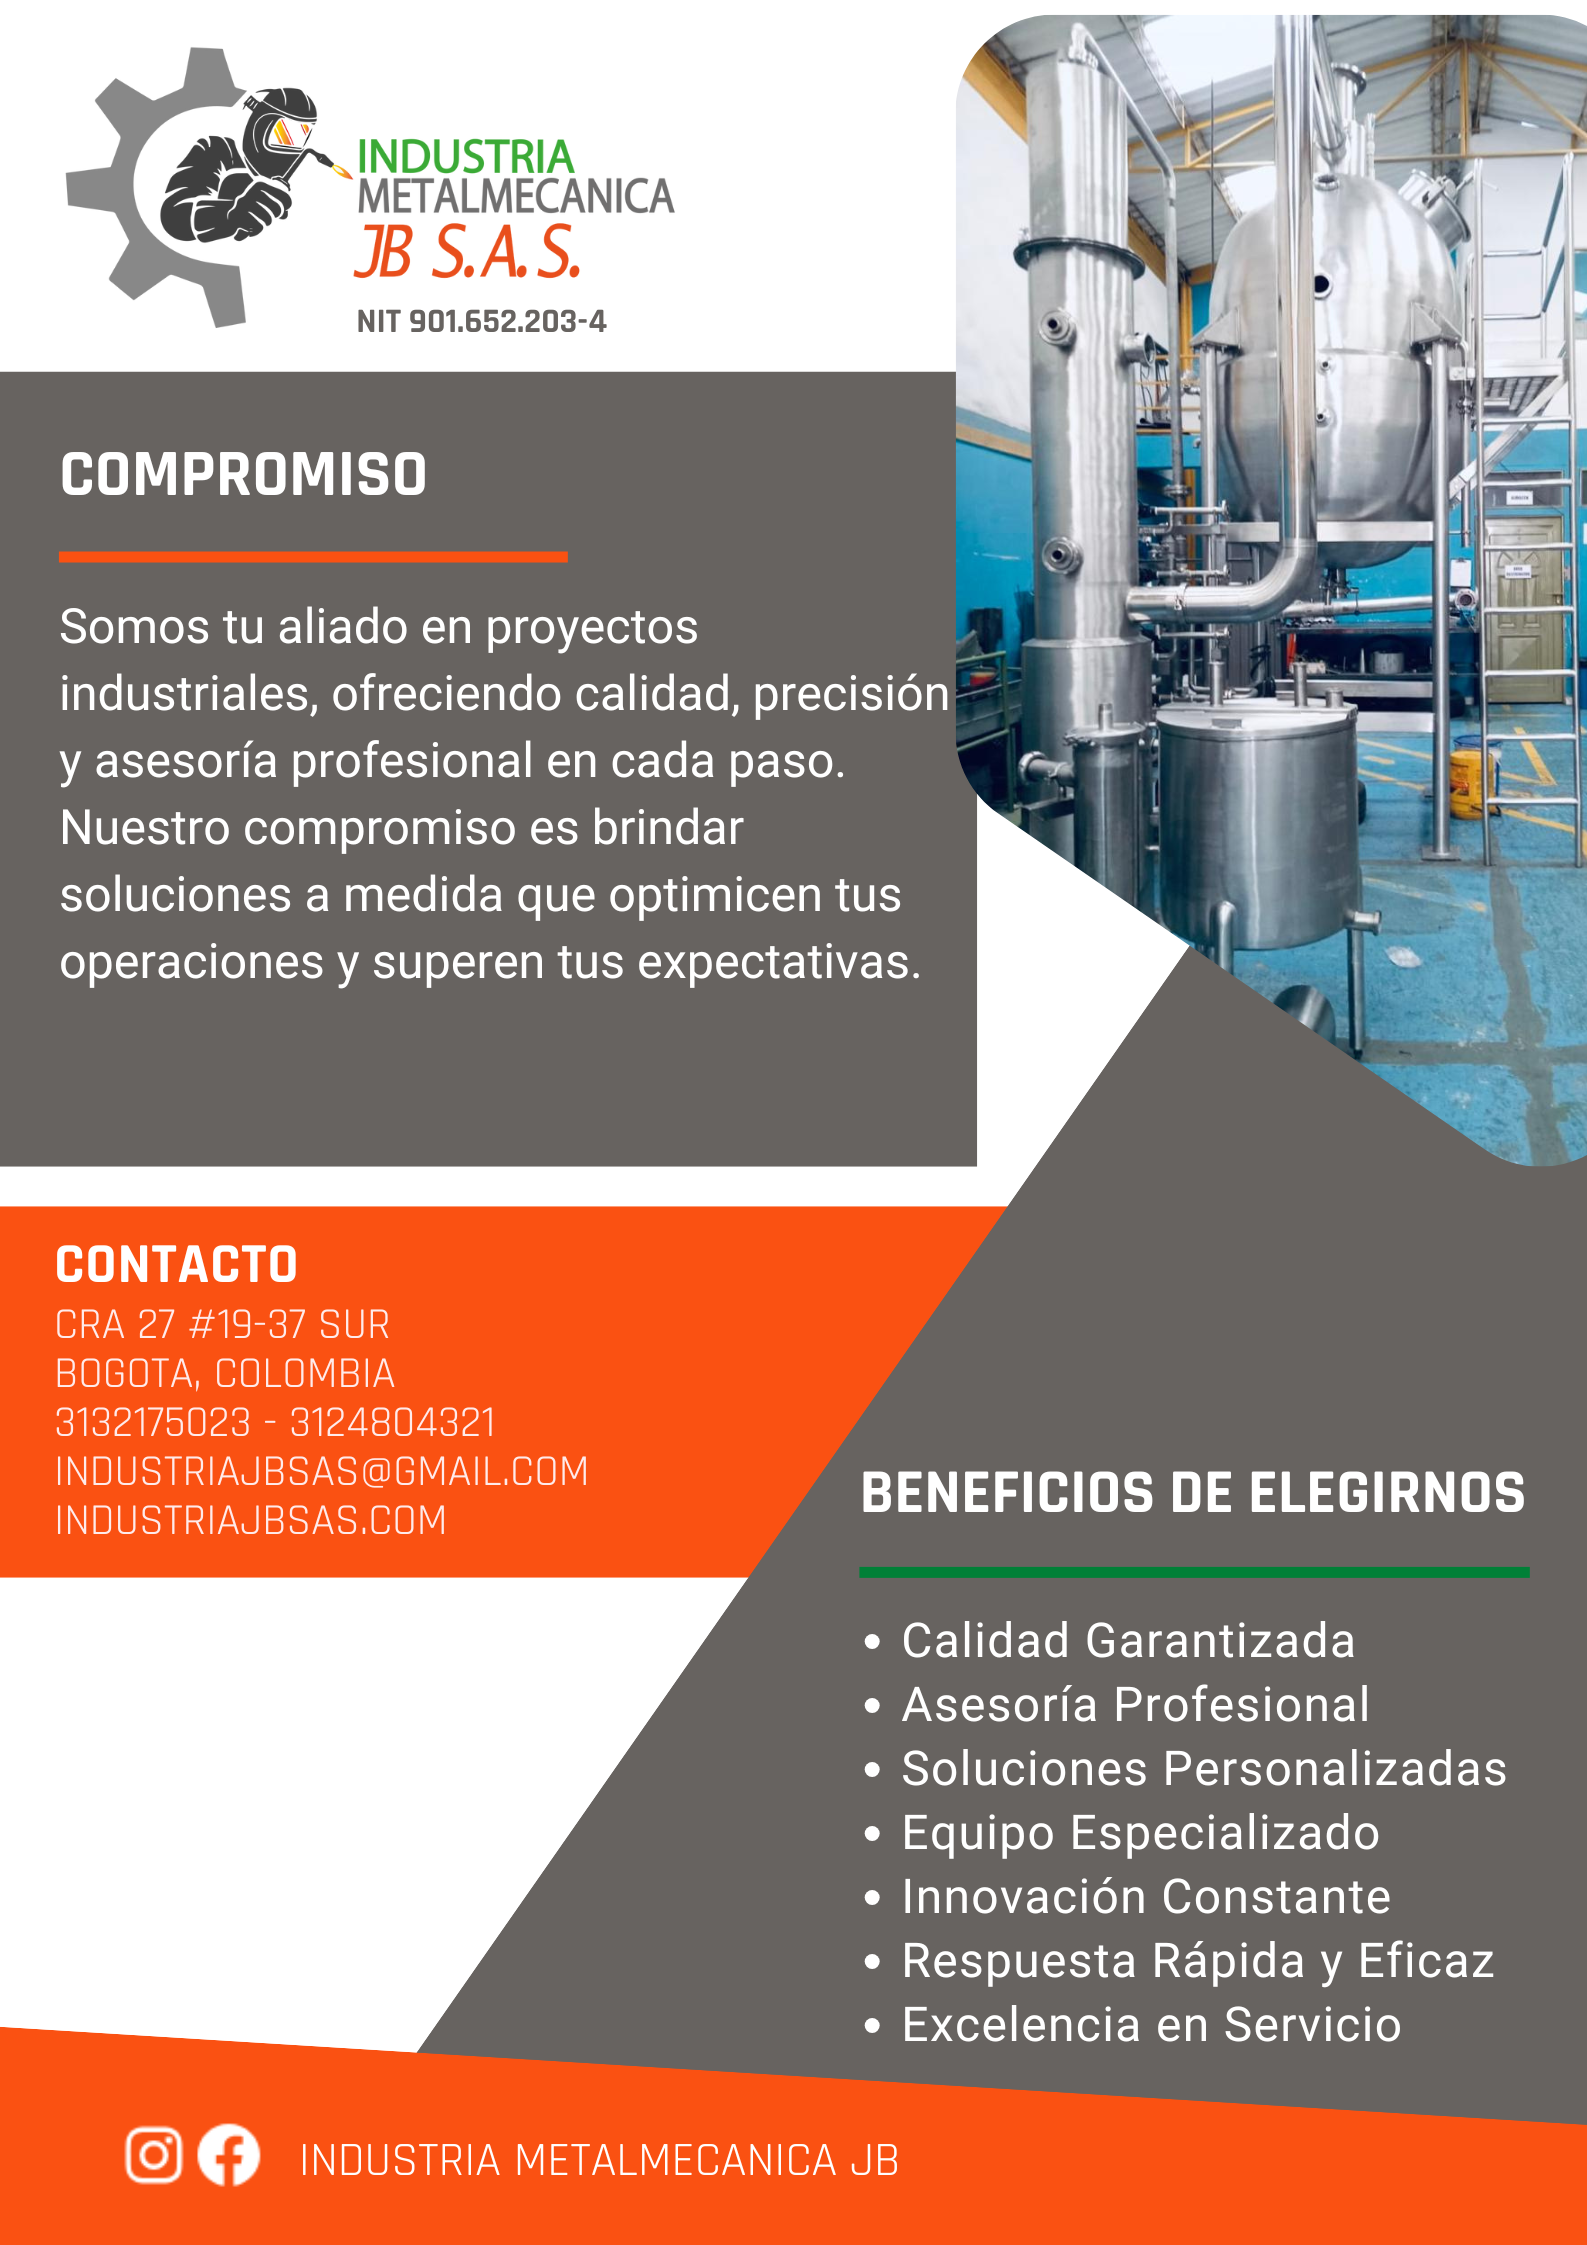 INDUSTRIA
METALMECANICA
JB S.A.S.
NIT 901.652.203-4
COMPROMISO
Somos tu aliado en proyectos
industriales, ofreciendo calidad, precisión
y asesoría profesional en cada paso.
Nuestro compromiso es brindar
soluciones a medida que optimicen tus
operaciones y superen tus expectativas.
CONTACTO
CRA 27 #19-37 SUR
BOGOTA, COLOMBIA
3132175023 - 3124804321
INDUSTRIAJBSAS@GMAIL.COM
INDUSTRIAJBSAS.COM
BENEFICIOS DE ELEGIRNOS
• Calidad Garantizada
• Asesoría Profesional
• Soluciones Personalizadas
• Equipo Especializado
• Innovación Constante
• Respuesta Rápida y Eficaz
• Excelencia en Servicio
INDUSTRIA METALMECANICA JB